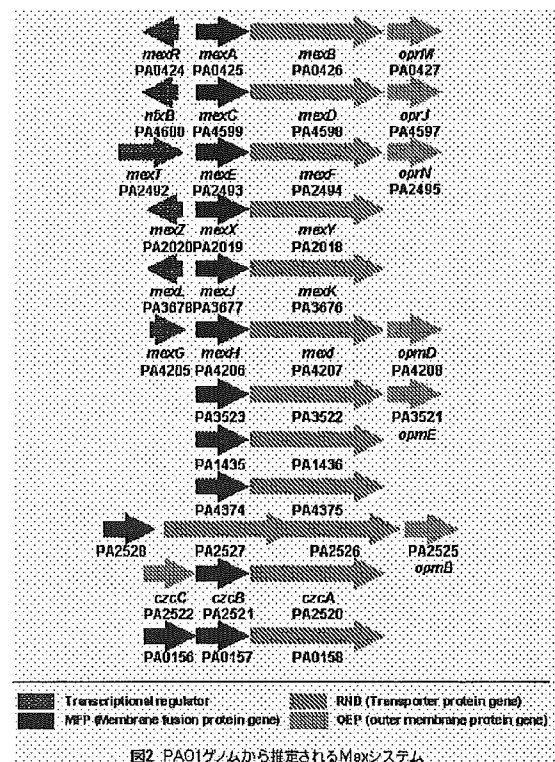 mexR mexA mexB oprM
PA0424 PA0425 PA0426 PA0427
nfxB mexC mexD oprJ
PA4600 PA4599 PA4598 PA4597
mexT mexE mexF oprN
PA2492 PA2493 PA2494 PA2495
mexZ mexX mexY
PA2020 PA2019 PA2018
mexL mexJ mexK
PA3678 PA3677 PA3676
mexG mexH mexI opmD
PA4205 PA4206 PA4207 PA4208
PA3523 PA3522 PA3521
opmE
PA1435 PA1436
PA4374 PA4375
PA2528 PA2527 PA2526 PA2525
opmB
czcC czcB czcA
PA2522 PA2521 PA2520
PA0156 PA0157 PA0158
Transcriptional regulator RND (Transporter protein gene)
MFP (Membrane fusion protein gene) OEP (outer membrane protein gene)
図2 PAO1ゲノムから推定されるMexシステム